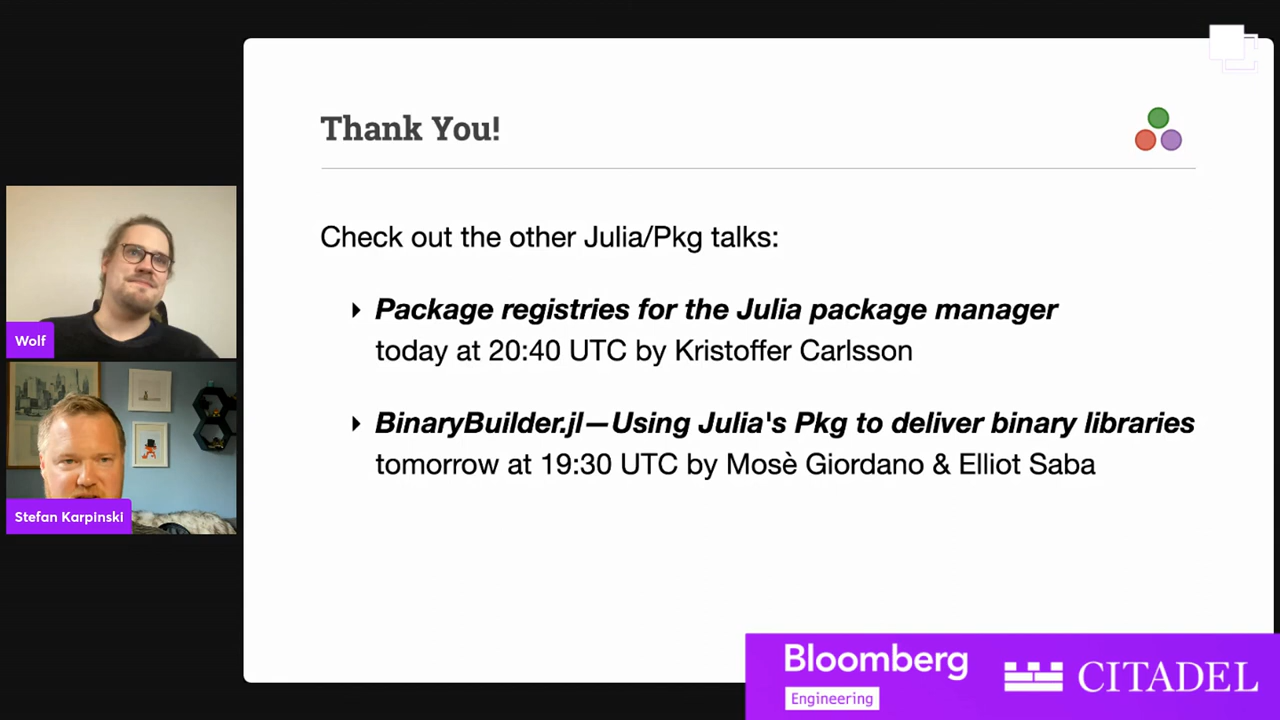 Thank You!
Check out the other Julia/Pkg talks:
Package registries for the Julia package manager
today at 20:40 UTC by Kristoffer Carlsson
BinaryBuilder.jl—Using Julia's Pkg to deliver binary libraries
tomorrow at 19:30 UTC by Mosè Giordano & Elliot Saba
Wolf
Stefan Karpinski
Bloomberg
Engineering
CITADEL